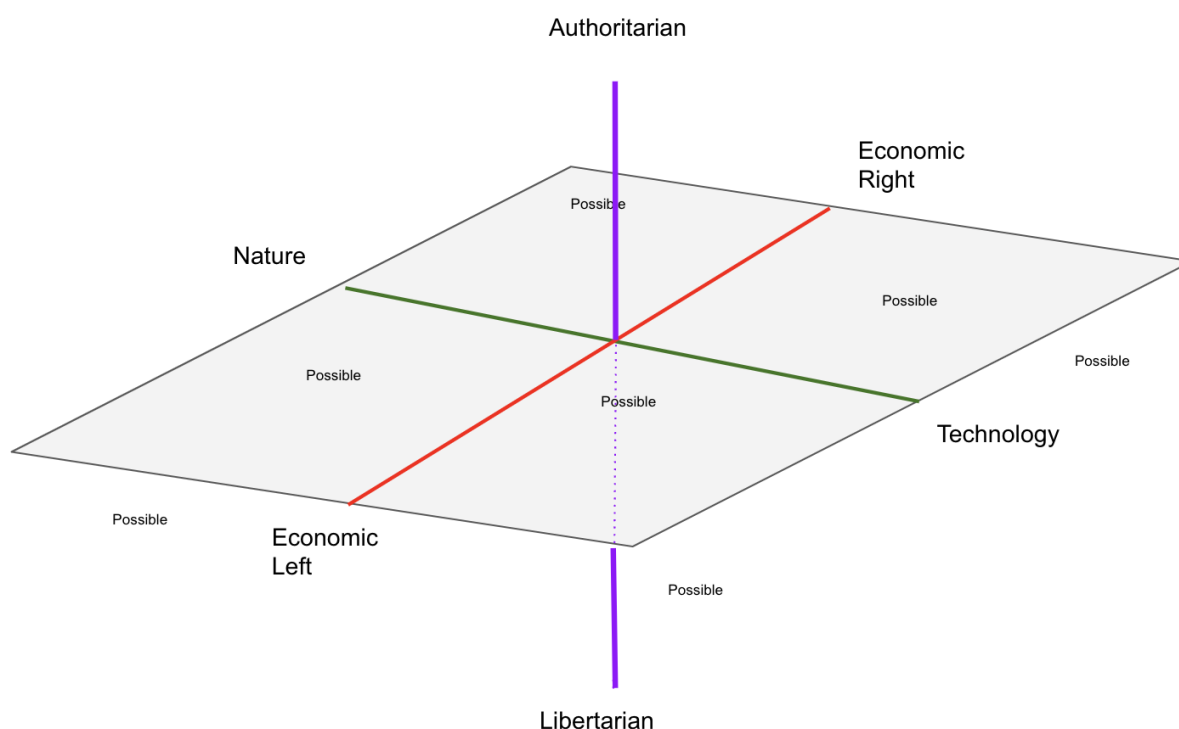 Authoritarian
Economic
Right
Possible
Nature
Possible
Possible
Possible
Possible
Technology
Possible
Economic
Left
Possible
Libertarian